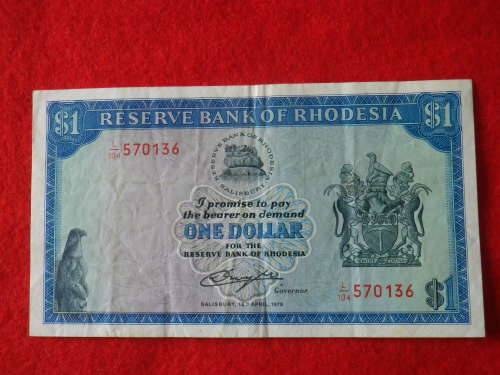 $1 RESERVE BANK OF RHODESIA $1
L/104 570136
RESERVE BANK OF RHODESIA
SALISBURY
I promise to pay
the bearer on demand
ONE DOLLAR
FOR THE
RESERVE BANK OF RHODESIA
Governor
L/104 570136
$1